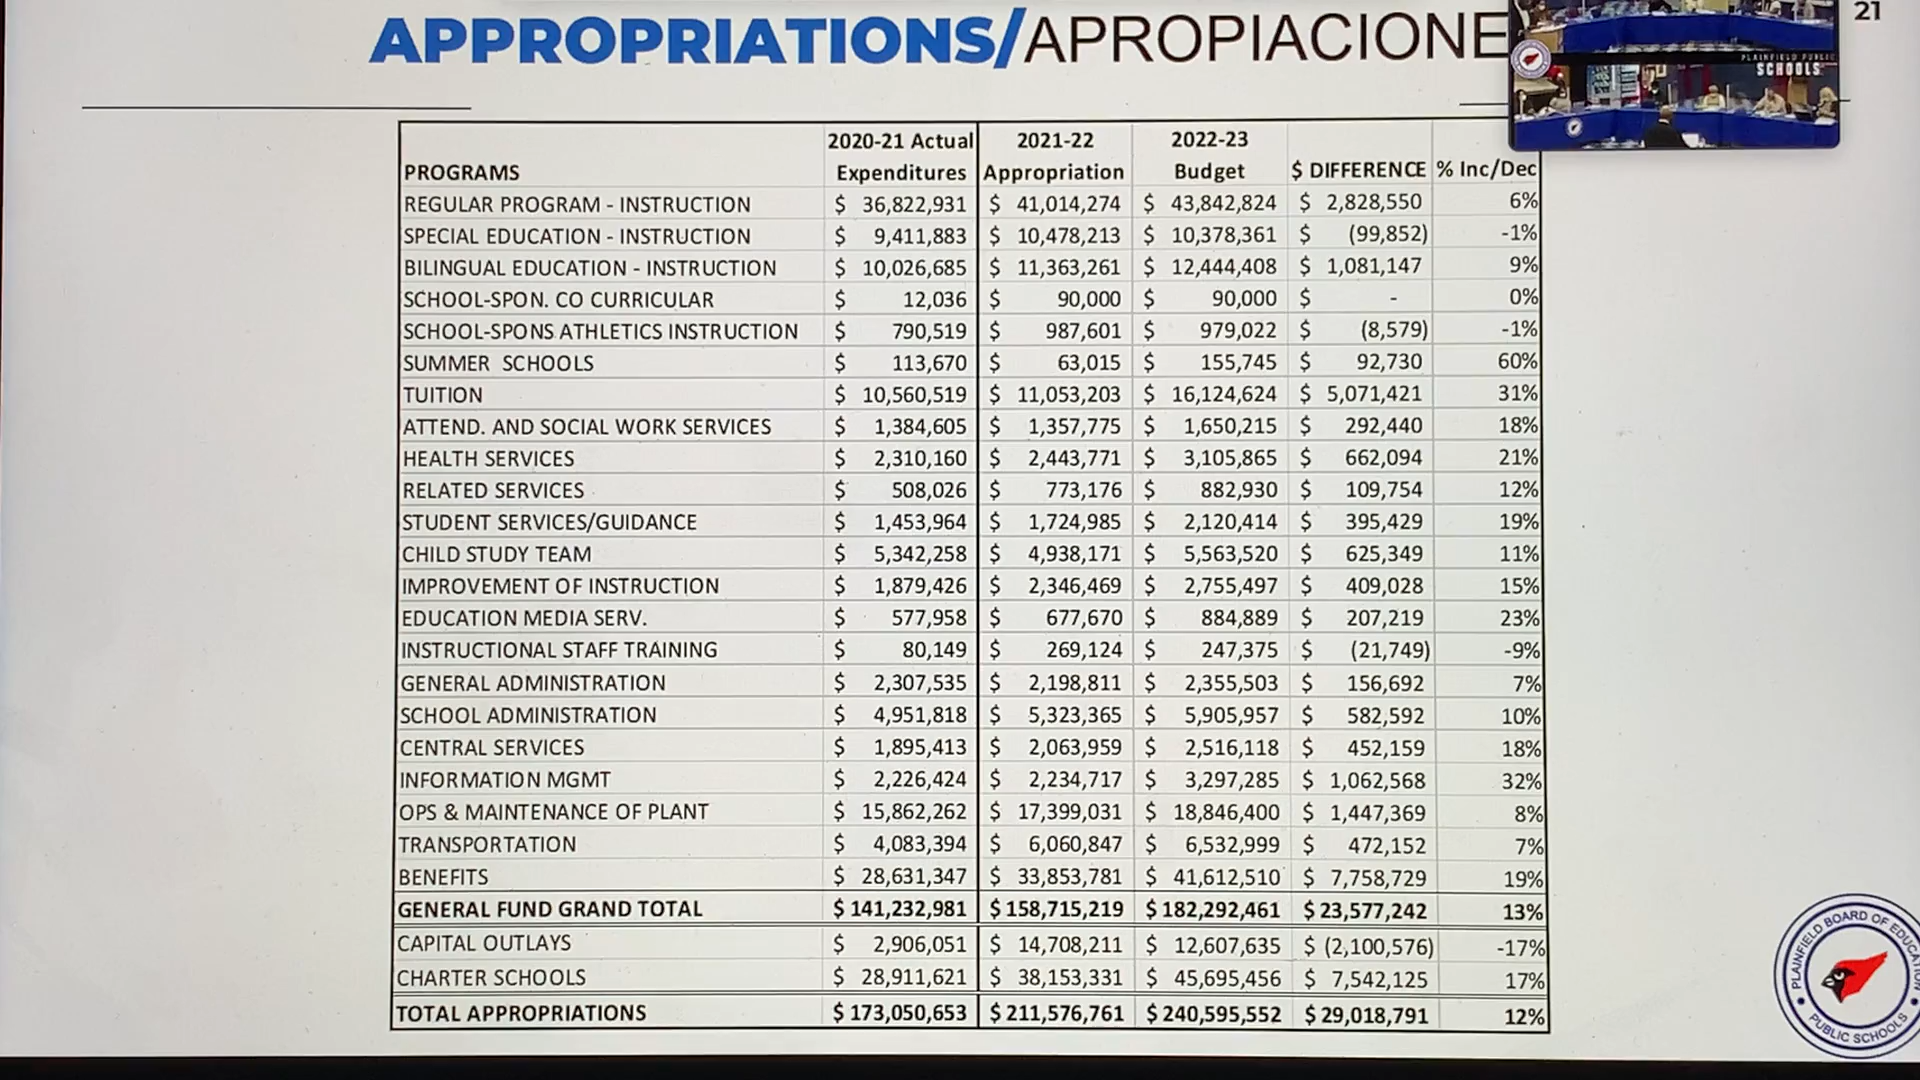 APPROPRIATIONS/APROPIACIONE
21
PLAINFIELD PUBLIC
SCHOOLS
PROGRAMS 2020-21 Actual Expenditures 2021-22 Appropriation 2022-23 Budget $ DIFFERENCE % Inc/Dec
REGULAR PROGRAM - INSTRUCTION $ 36,822,931 $ 41,014,274 $ 43,842,824 $ 2,828,550 6%
SPECIAL EDUCATION - INSTRUCTION $ 9,411,883 $ 10,478,213 $ 10,378,361 $ (99,852) -1%
BILINGUAL EDUCATION - INSTRUCTION $ 10,026,685 $ 11,363,261 $ 12,444,408 $ 1,081,147 9%
SCHOOL-SPON. CO CURRICULAR $ 12,036 $ 90,000 $ 90,000 $ - 0%
SCHOOL-SPONS ATHLETICS INSTRUCTION $ 790,519 $ 987,601 $ 979,022 $ (8,579) -1%
SUMMER SCHOOLS $ 113,670 $ 63,015 $ 155,745 $ 92,730 60%
TUITION $ 10,560,519 $ 11,053,203 $ 16,124,624 $ 5,071,421 31%
ATTEND. AND SOCIAL WORK SERVICES $ 1,384,605 $ 1,357,775 $ 1,650,215 $ 292,440 18%
HEALTH SERVICES $ 2,310,160 $ 2,443,771 $ 3,105,865 $ 662,094 21%
RELATED SERVICES $ 508,026 $ 773,176 $ 882,930 $ 109,754 12%
STUDENT SERVICES/GUIDANCE $ 1,453,964 $ 1,724,985 $ 2,120,414 $ 395,429 19%
CHILD STUDY TEAM $ 5,342,258 $ 4,938,171 $ 5,563,520 $ 625,349 11%
IMPROVEMENT OF INSTRUCTION $ 1,879,426 $ 2,346,469 $ 2,755,497 $ 409,028 15%
EDUCATION MEDIA SERV. $ 577,958 $ 677,670 $ 884,889 $ 207,219 23%
INSTRUCTIONAL STAFF TRAINING $ 80,149 $ 269,124 $ 247,375 $ (21,749) -9%
GENERAL ADMINISTRATION $ 2,307,535 $ 2,198,811 $ 2,355,503 $ 156,692 7%
SCHOOL ADMINISTRATION $ 4,951,818 $ 5,323,365 $ 5,905,957 $ 582,592 10%
CENTRAL SERVICES $ 1,895,413 $ 2,063,959 $ 2,516,118 $ 452,159 18%
INFORMATION MGMT $ 2,226,424 $ 2,234,717 $ 3,297,285 $ 1,062,568 32%
OPS & MAINTENANCE OF PLANT $ 15,862,262 $ 17,399,031 $ 18,846,400 $ 1,447,369 8%
TRANSPORTATION $ 4,083,394 $ 6,060,847 $ 6,532,999 $ 472,152 7%
BENEFITS $ 28,631,347 $ 33,853,781 $ 41,612,510 $ 7,758,729 19%
GENERAL FUND GRAND TOTAL $ 141,232,981 $ 158,715,219 $ 182,292,461 $ 23,577,242 13%
CAPITAL OUTLAYS $ 2,906,051 $ 14,708,211 $ 12,607,635 $ (2,100,576) -17%
CHARTER SCHOOLS $ 28,911,621 $ 38,153,331 $ 45,695,456 $ 7,542,125 17%
TOTAL APPROPRIATIONS $ 173,050,653 $ 211,576,761 $ 240,595,552 $ 29,018,791 12%
PLAINFIELD BOARD OF EDUCATION
PUBLIC SCHOOLS